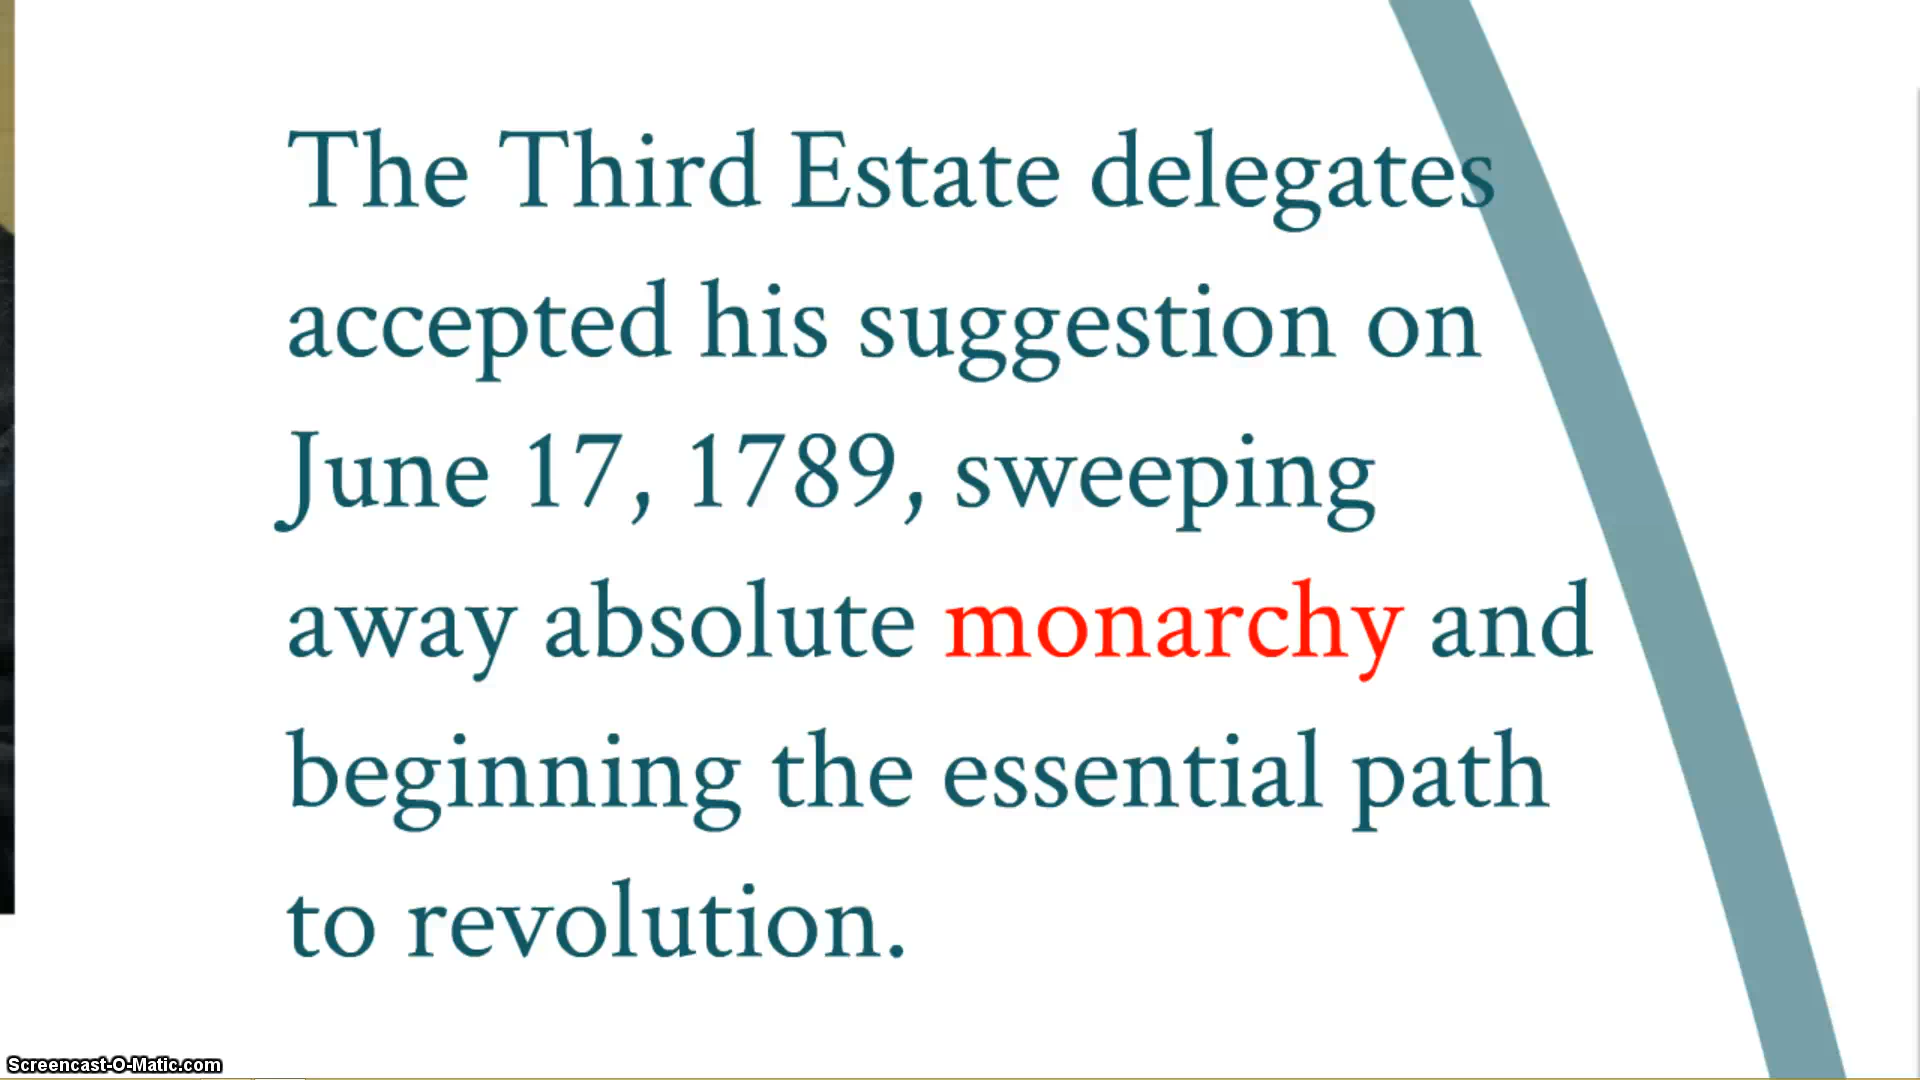 The Third Estate delegates
accepted his suggestion on
June 17, 1789, sweeping
away absolute monarchy and
beginning the essential path
to revolution.
Screencast-O-Matic.com